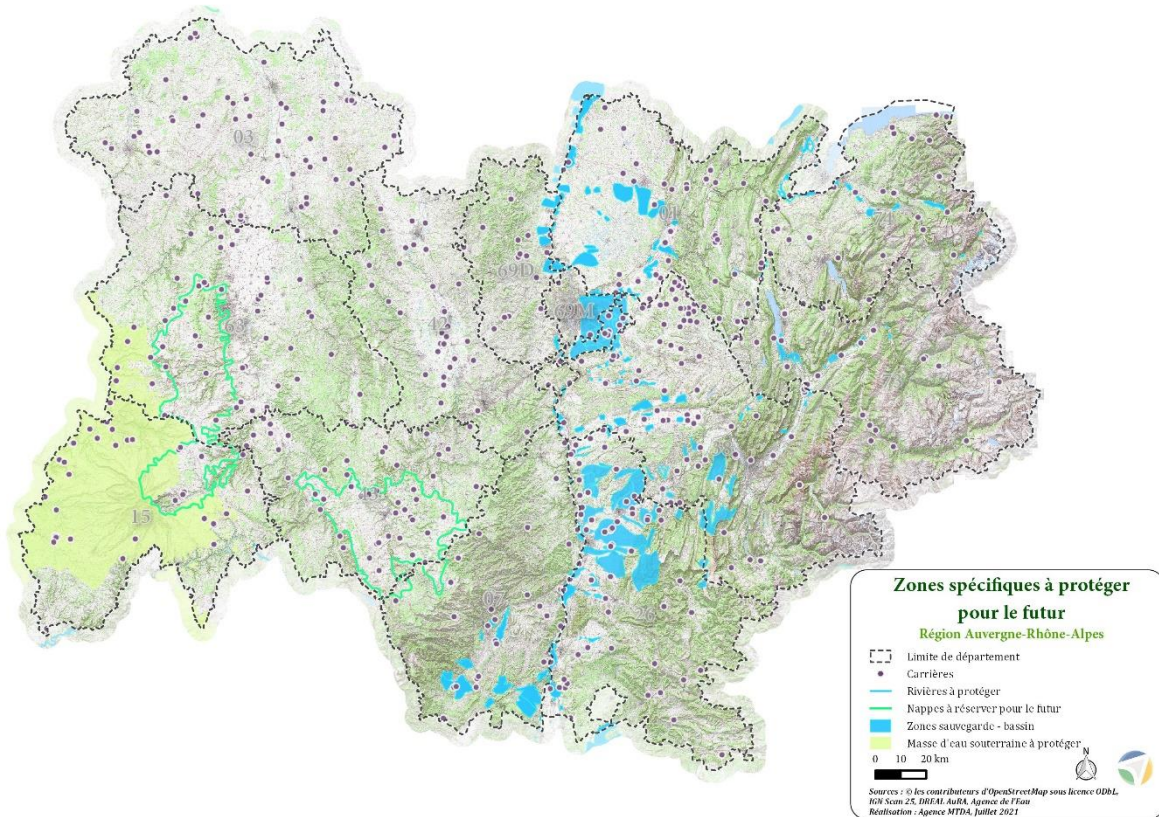 03
01
74
69D
69M
63
42
15
07
Zones spécifiques à protéger
pour le futur
Région Auvergne-Rhône-Alpes
Limite de département
Carrières
Rivières à protéger
Nappes à réserver pour le futur
Zones sauvegarde - bassin
Masse d'eau souterraine à protéger
0 10 20 km
N
Sources : © les contributeurs d'OpenStreetMap sous licence ODbL,
IGN Scan 25, DREAL AuRA, Agence de l'Eau
Réalisation : Agence MTDA, Juillet 2021